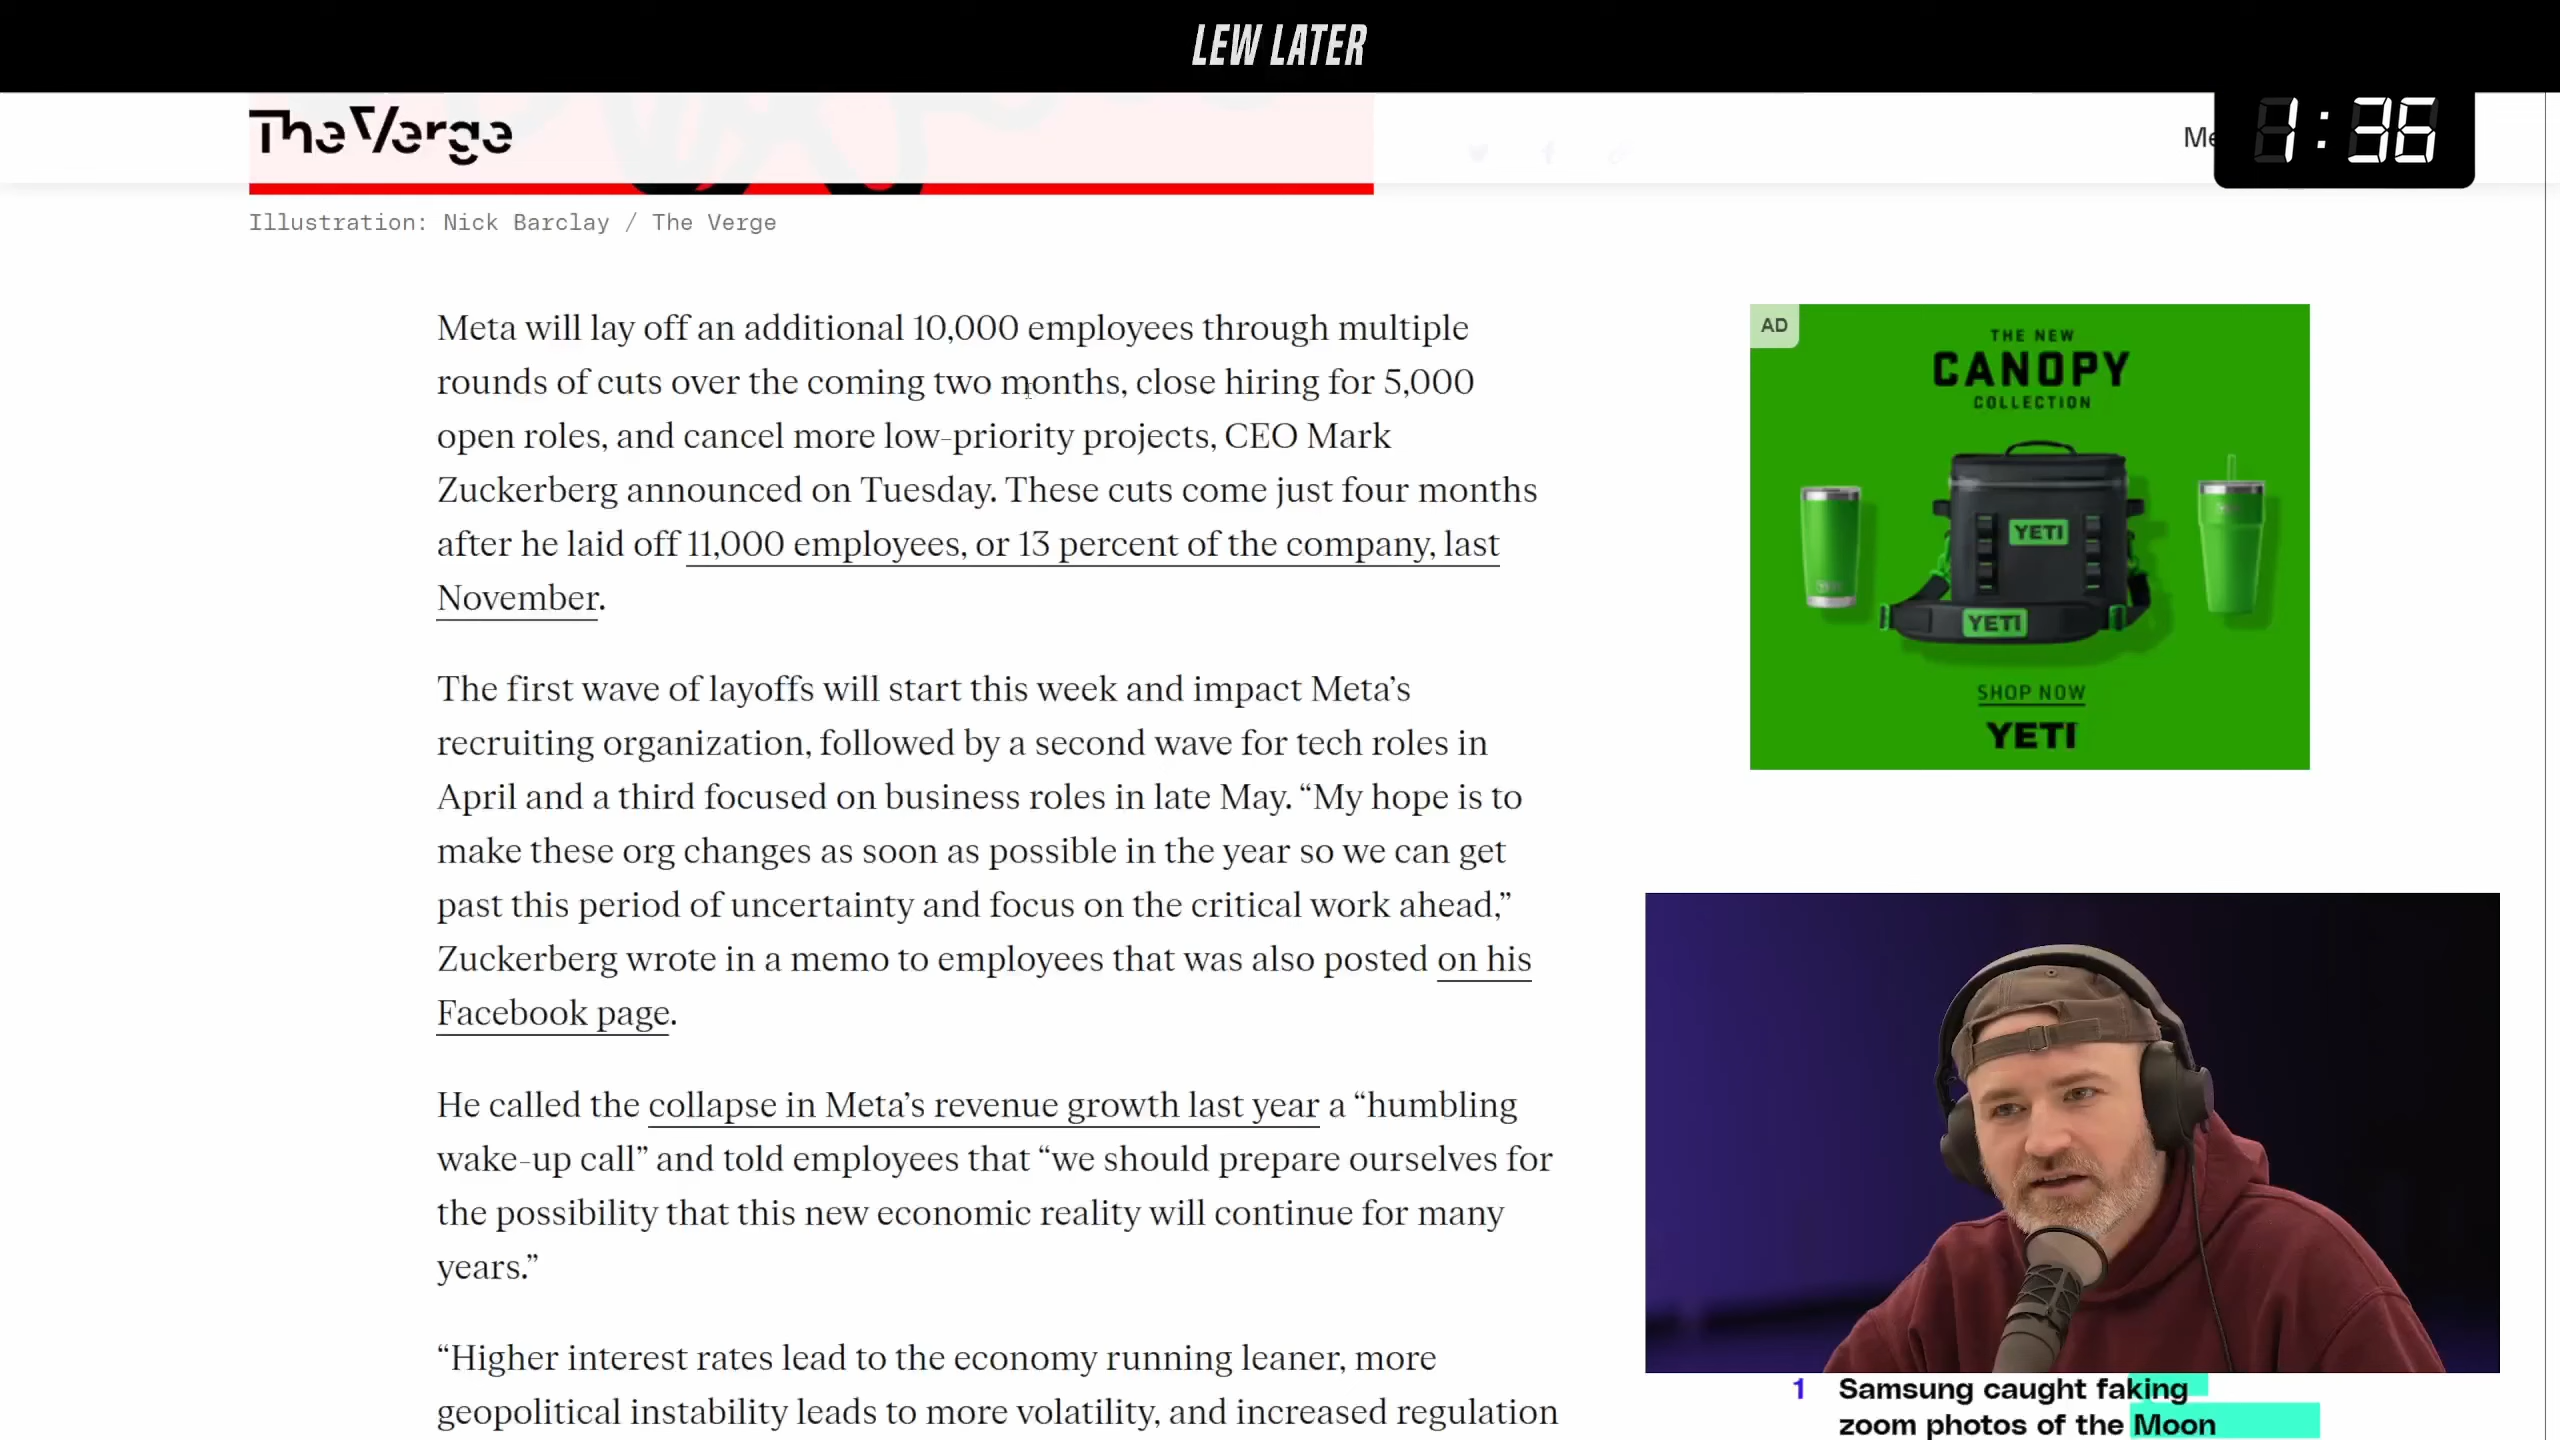 LEW LATER
The Verge
1:36
Illustration: Nick Barclay / The Verge
Meta will lay off an additional 10,000 employees through multiple
rounds of cuts over the coming two months, close hiring for 5,000
open roles, and cancel more low-priority projects, CEO Mark
Zuckerberg announced on Tuesday. These cuts come just four months
after he laid off 11,000 employees, or 13 percent of the company, last
November.
The first wave of layoffs will start this week and impact Meta’s
recruiting organization, followed by a second wave for tech roles in
April and a third focused on business roles in late May. “My hope is to
make these org changes as soon as possible in the year so we can get
past this period of uncertainty and focus on the critical work ahead,”
Zuckerberg wrote in a memo to employees that was also posted on his
Facebook page.
He called the collapse in Meta’s revenue growth last year a “humbling
wake-up call” and told employees that “we should prepare ourselves for
the possibility that this new economic reality will continue for many
years.”
“Higher interest rates lead to the economy running leaner, more
geopolitical instability leads to more volatility, and increased regulation
AD
THE NEW
CANOPY
COLLECTION
YETI
YETI
SHOP NOW
YETI
1 Samsung caught faking
zoom photos of the Moon